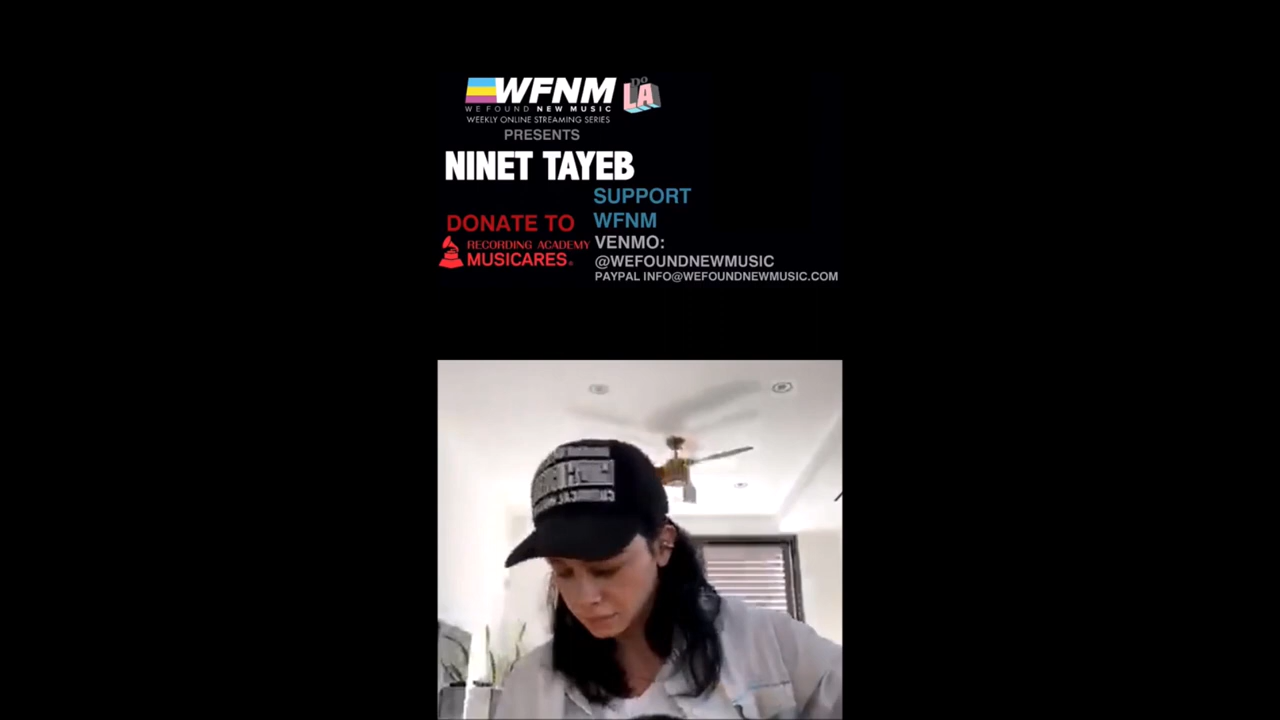 WFNM
Do LA
WE FOUND NEW MUSIC
WEEKLY ONLINE STREAMING SERIES
PRESENTS
NINET TAYEB
SUPPORT
WFNM
DONATE TO
RECORDING ACADEMY
MUSICARES®
VENMO:
@WEFOUNDNEWMUSIC
PAYPAL INFO@WEFOUNDNEWMUSIC.COM